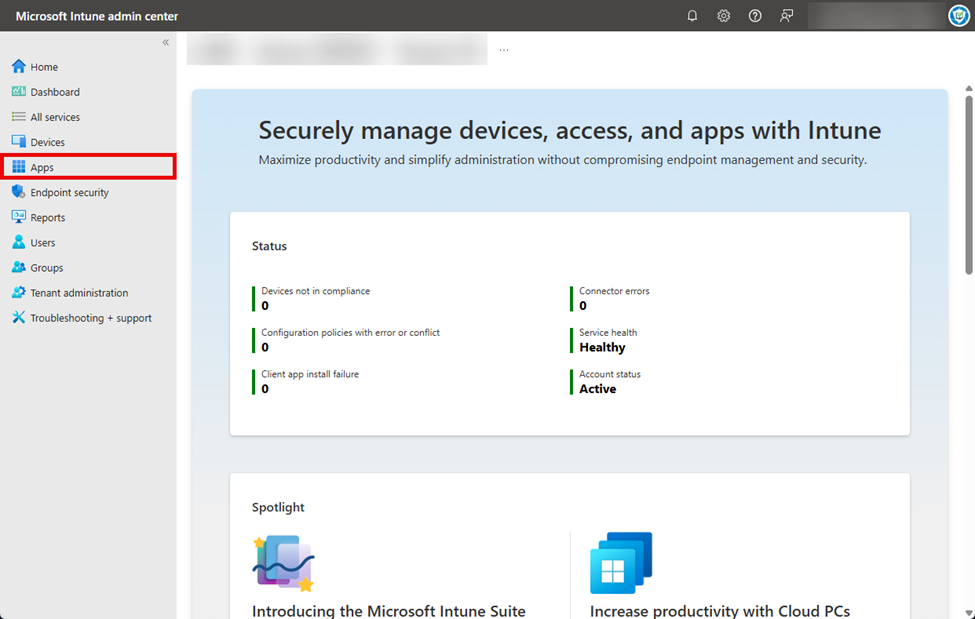 Microsoft Intune admin center
«
Home
Dashboard
All services
Devices
Apps
Endpoint security
Reports
Users
Groups
Tenant administration
Troubleshooting + support
...
Securely manage devices, access, and apps with Intune
Maximize productivity and simplify administration without compromising endpoint management and security.
Status
Devices not in compliance
0
Configuration policies with error or conflict
0
Client app install failure
0
Connector errors
0
Service health
Healthy
Account status
Active
Spotlight
Introducing the Microsoft Intune Suite
Increase productivity with Cloud PCs